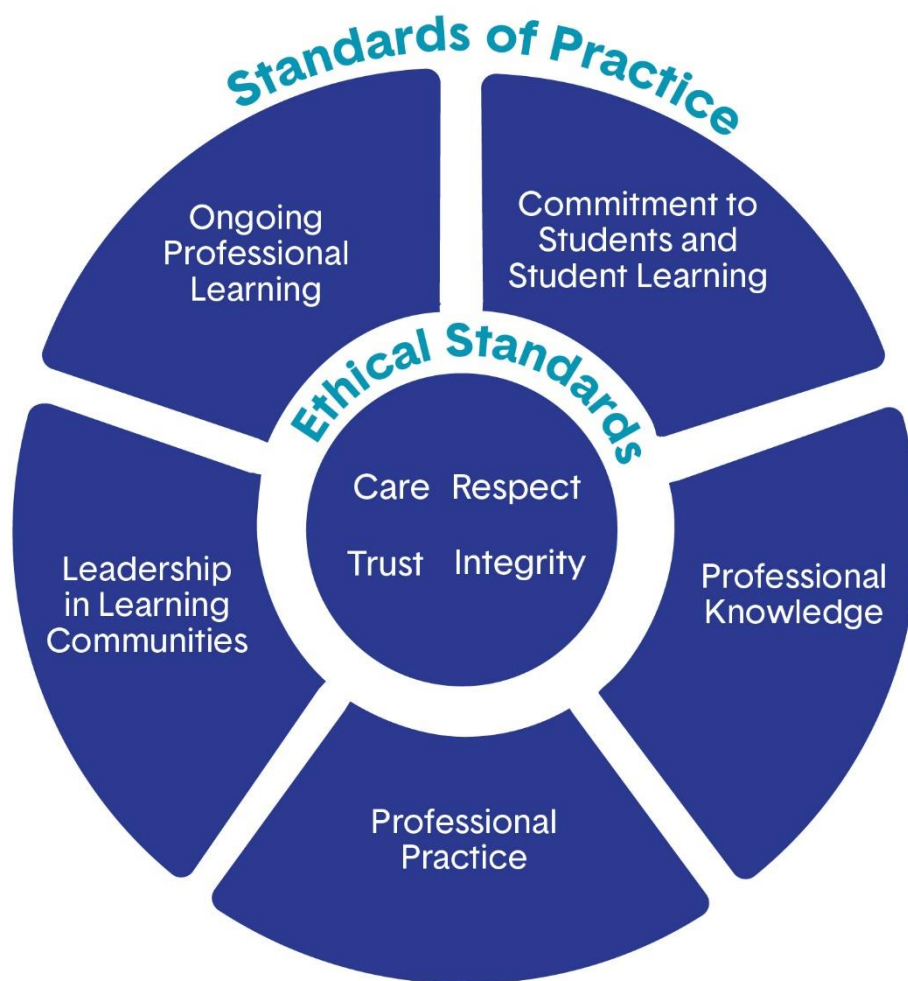 Standards of Practice
Ongoing
Professional
Learning
Commitment to
Students and
Student Learning
Ethical Standards
Care Respect
Trust Integrity
Leadership
in Learning
Communities
Professional
Knowledge
Professional
Practice